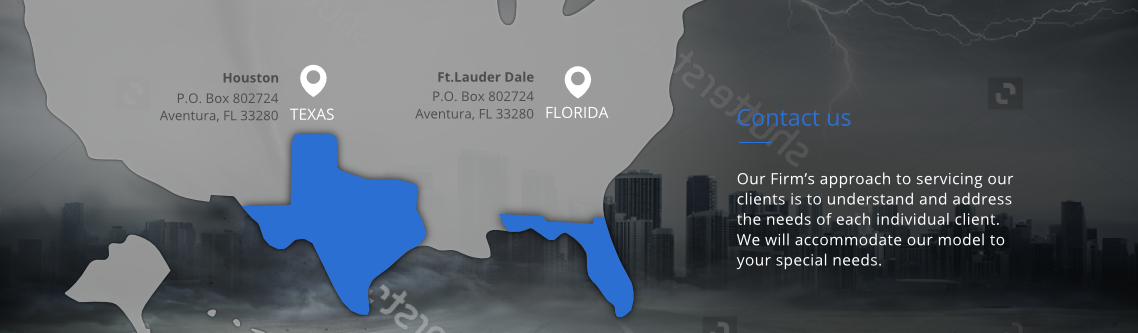 Houston
P.O. Box 802724
Aventura, FL 33280
TEXAS
Ft.Lauder Dale
P.O. Box 802724
Aventura, FL 33280
FLORIDA
shutterstock
Contact us
Our Firm’s approach to servicing our
clients is to understand and address
the needs of each individual client.
We will accommodate our model to
your special needs.